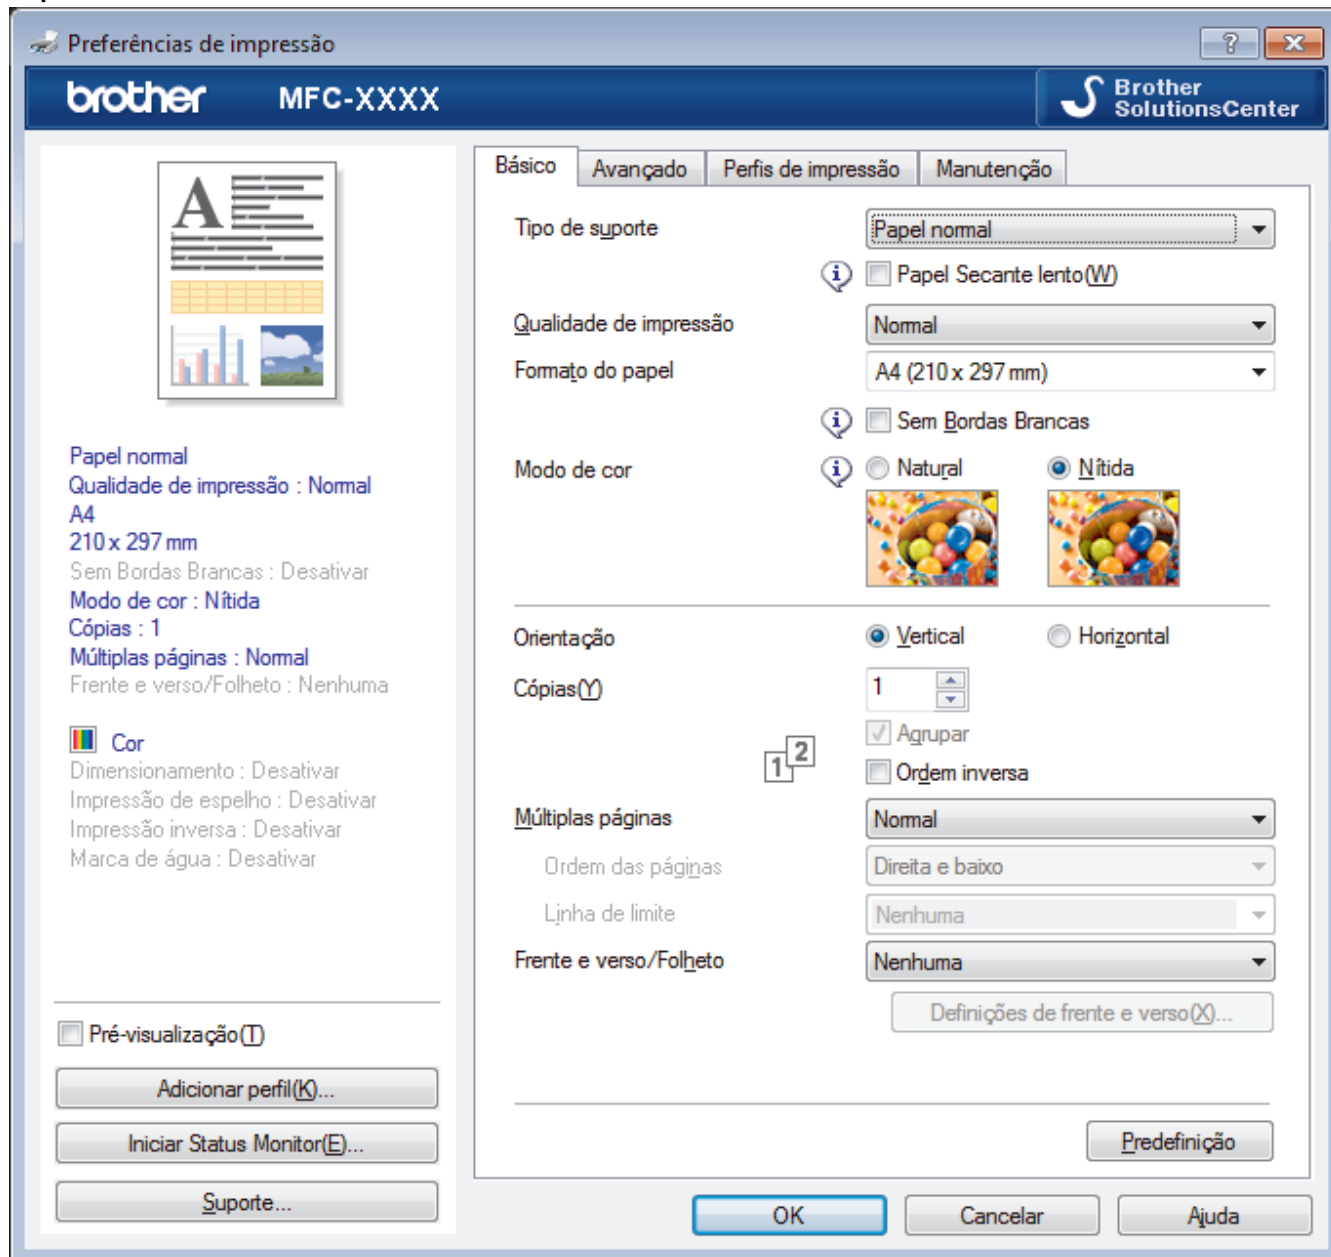 Preferências de impressão
brother MFC-XXXX
Brother
SolutionsCenter
A
Papel normal
Qualidade de impressão : Normal
A4
210 x 297 mm
Sem Bordas Brancas : Desativar
Modo de cor : Nítida
Cópias : 1
Múltiplas páginas : Normal
Frente e verso/Folheto : Nenhuma
Cor
Dimensionamento : Desativar
Impressão de espelho : Desativar
Impressão inversa : Desativar
Marca de água : Desativar
Pré-visualização(T)
Adicionar perfil(K)...
Iniciar Status Monitor(E)...
Suporte...
Básico Avançado Perfis de impressão Manutenção
Tipo de suporte Papel normal
Papel Secante lento(W)
Qualidade de impressão Normal
Formato do papel A4 (210 x 297 mm)
Sem Bordas Brancas
Modo de cor Natural Nítida
Orientação Vertical Horizontal
Cópias(Y) 1
Agrupar
12 Ordem inversa
Múltiplas páginas Normal
Ordem das páginas Direita e baixo
Linha de limite Nenhuma
Frente e verso/Folheto Nenhuma
Definições de frente e verso(X)...
Predefinição
OK Cancelar Ajuda